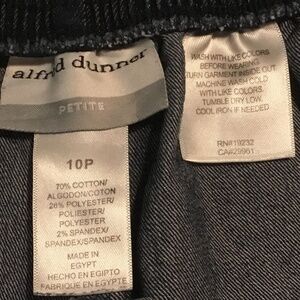 alfred dunner
PETITE
10P
70% COTTON/
ALGODON/COTON
28% POLYESTER/
POLIESTER/
POLYESTER
2% SPANDEX/
SPANDEX/SPANDEX
MADE IN
EGYPT
HECHO EN EGIPTO
FABRIQUE EN EGYPTE
WASH WITH LIKE COLORS
BEFORE WEARING
TURN GARMENT INSIDE OUT
MACHINE WASH COLD
WITH LIKE COLORS.
TUMBLE DRY LOW.
COOL IRON IF NEEDED
RN#19232
CA#29961